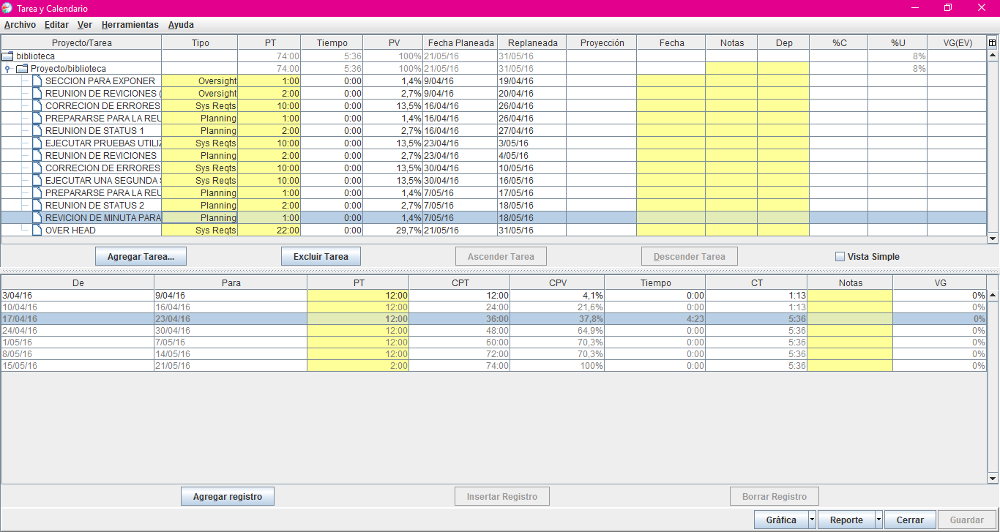 Tarea y Calendario
Archivo Editar Ver Herramientas Ayuda
Proyecto/Tarea Tipo PT Tiempo PV Fecha Planeada Replaneada Proyección Fecha Notas Dep %C %U VG(EV)
biblioteca 74:00 5:36 100% 21/05/16 31/05/16 8%
Proyecto/biblioteca 74:00 5:36 100% 21/05/16 31/05/16 8%
SECCION PARA EXPONER Oversight 1:00 0:00 1,4% 9/04/16 19/04/16
REUNION DE REVICIONES ( Oversight 2:00 0:00 2,7% 9/04/16 20/04/16
CORRECION DE ERRORES Sys Reqts 10:00 0:00 13,5% 16/04/16 26/04/16
PREPARARSE PARA LA REU Planning 1:00 0:00 1,4% 16/04/16 26/04/16
REUNION DE STATUS 1 Planning 2:00 0:00 2,7% 16/04/16 27/04/16
EJECUTAR PRUEBAS UTILIZ Sys Reqts 10:00 0:00 13,5% 23/04/16 3/05/16
REUNION DE REVICIONES Planning 2:00 0:00 2,7% 23/04/16 4/05/16
CORRECION DE ERRORES Sys Reqts 10:00 0:00 13,5% 30/04/16 10/05/16
EJECUTAR UNA SEGUNDA Sys Reqts 10:00 0:00 13,5% 30/04/16 16/05/16
PREPARARSE PARA LA REU Planning 1:00 0:00 1,4% 7/05/16 17/05/16
REUNION DE STATUS 2 Planning 2:00 0:00 2,7% 7/05/16 18/05/16
REVICION DE MINUTA PARA Planning 1:00 0:00 1,4% 7/05/16 18/05/16
OVER HEAD Sys Reqts 22:00 0:00 29,7% 21/05/16 31/05/16
Agregar Tarea... Excluir Tarea Ascender Tarea Descender Tarea Vista Simple
De Para PT CPT CPV Tiempo CT Notas VG
3/04/16 9/04/16 12:00 12:00 4,1% 0:00 1:13 0%
10/04/16 16/04/16 12:00 24:00 21,6% 0:00 1:13 0%
17/04/16 23/04/16 12:00 36:00 37,8% 4:23 5:36 0%
24/04/16 30/04/16 12:00 48:00 64,9% 0:00 5:36 0%
1/05/16 7/05/16 12:00 60:00 70,3% 0:00 5:36 0%
8/05/16 14/05/16 12:00 72:00 70,3% 0:00 5:36 0%
15/05/16 21/05/16 2:00 74:00 100% 0:00 5:36 0%
Agregar registro Insertar Registro Borrar Registro
Gráfica Reporte Cerrar Guardar